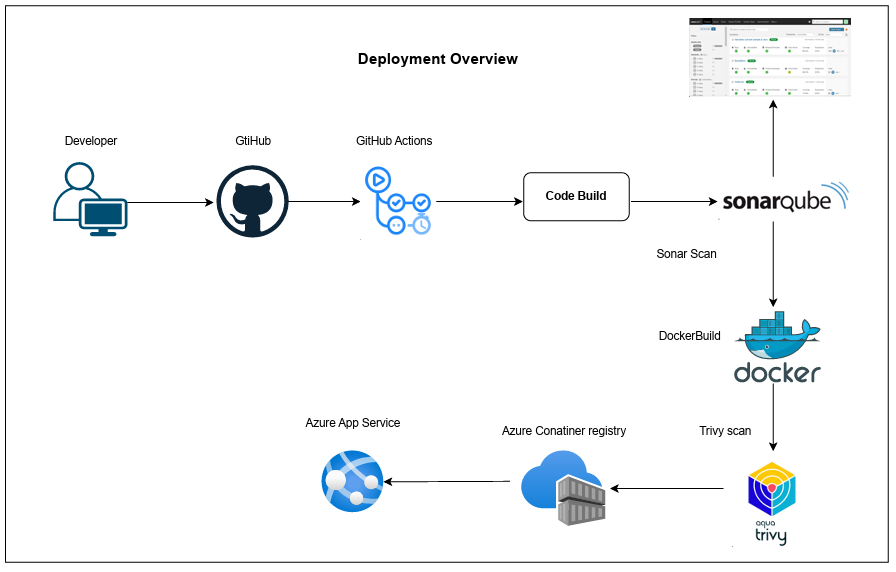 Deployment Overview
Developer
GtiHub
GitHub Actions
Code Build
sonarqube
Sonar Scan
DockerBuild
docker
Azure App Service
Azure Conatiner registry
Trivy scan
aqua
trivy